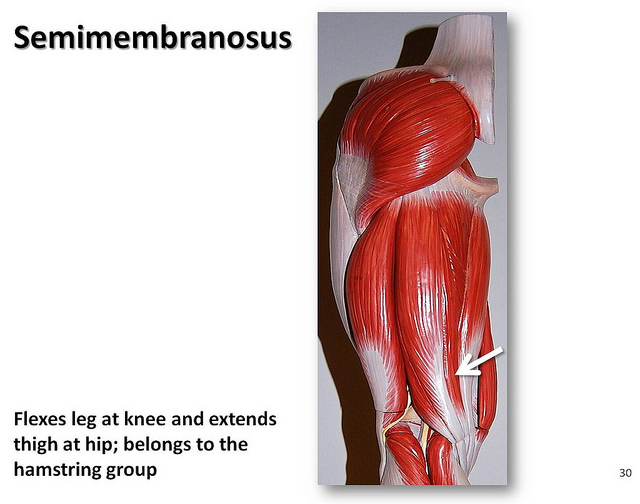 Semimembranosus
Flexes leg at knee and extends
thigh at hip; belongs to the
hamstring group
30